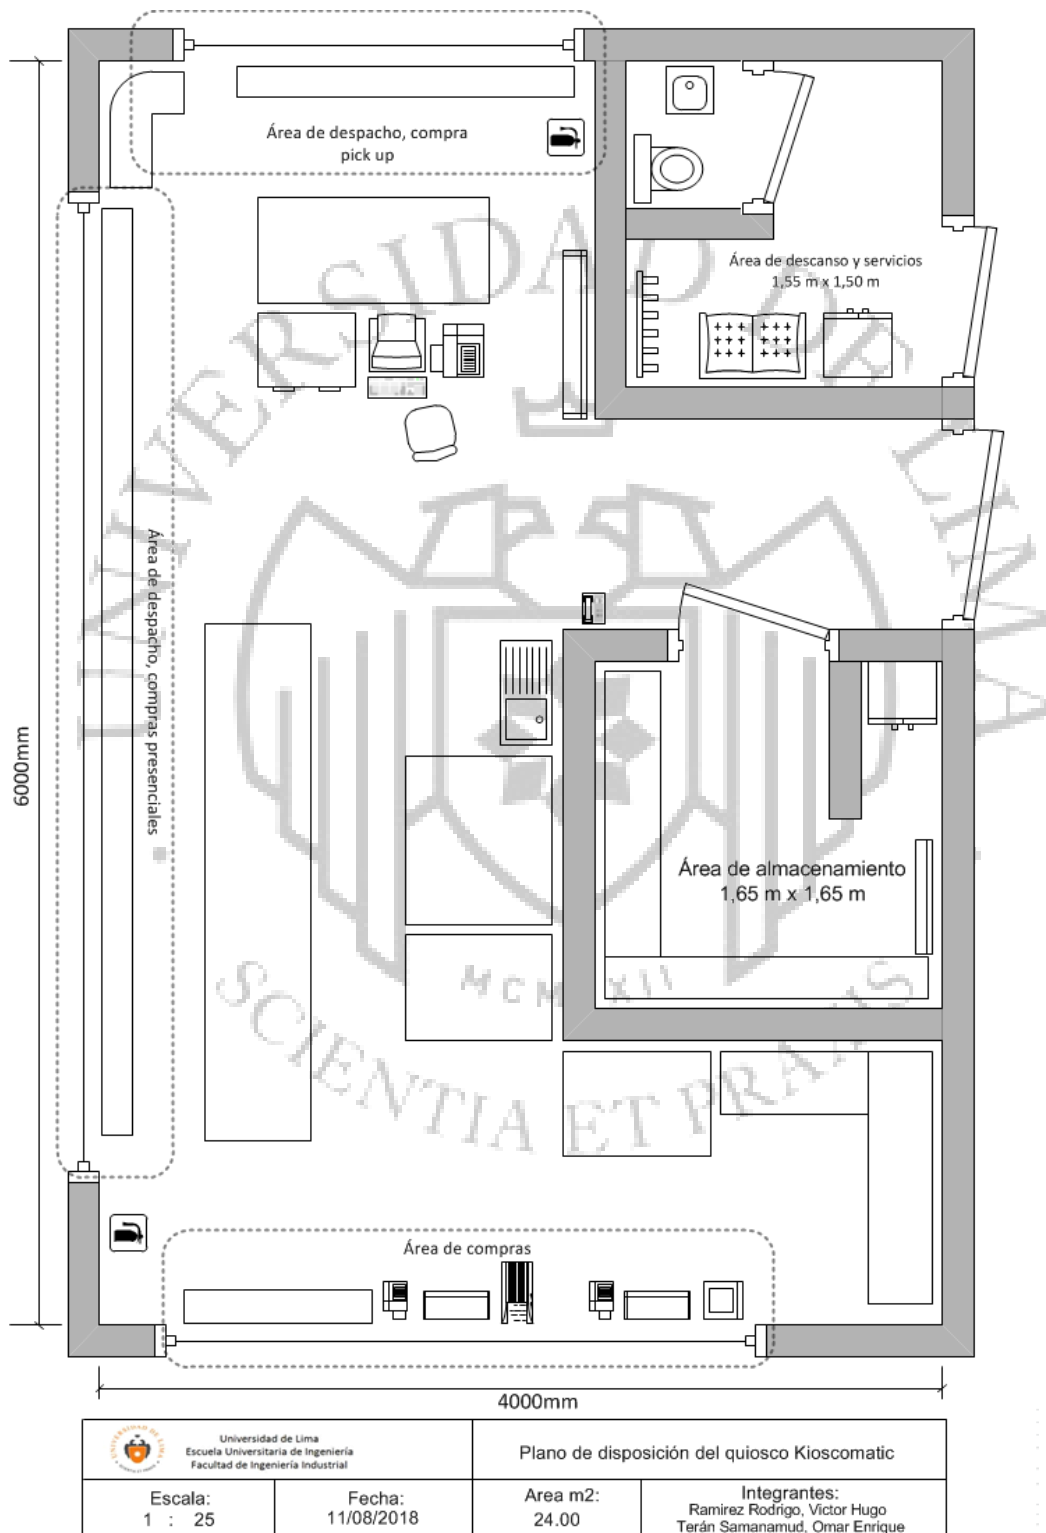 Área de despacho, compra
pick up
Área de descanso y servicios
1,55 m x 1,50 m
Área de despacho, compras presenciales
6000mm
Área de almacenamiento
1,65 m x 1,65 m
Área de compras
4000mm
UNIVERSIDAD DE LIMA
SCIENTIA ET PRAXIS
Universidad de Lima
Escuela Universitaria de Ingeniería
Facultad de Ingeniería Industrial
Plano de disposición del quiosco Kioscomatic
Escala:
1 : 25
Fecha:
11/08/2018
Area m2:
24.00
Integrantes:
Ramirez Rodrigo, Victor Hugo
Terán Samanamud, Omar Enrique